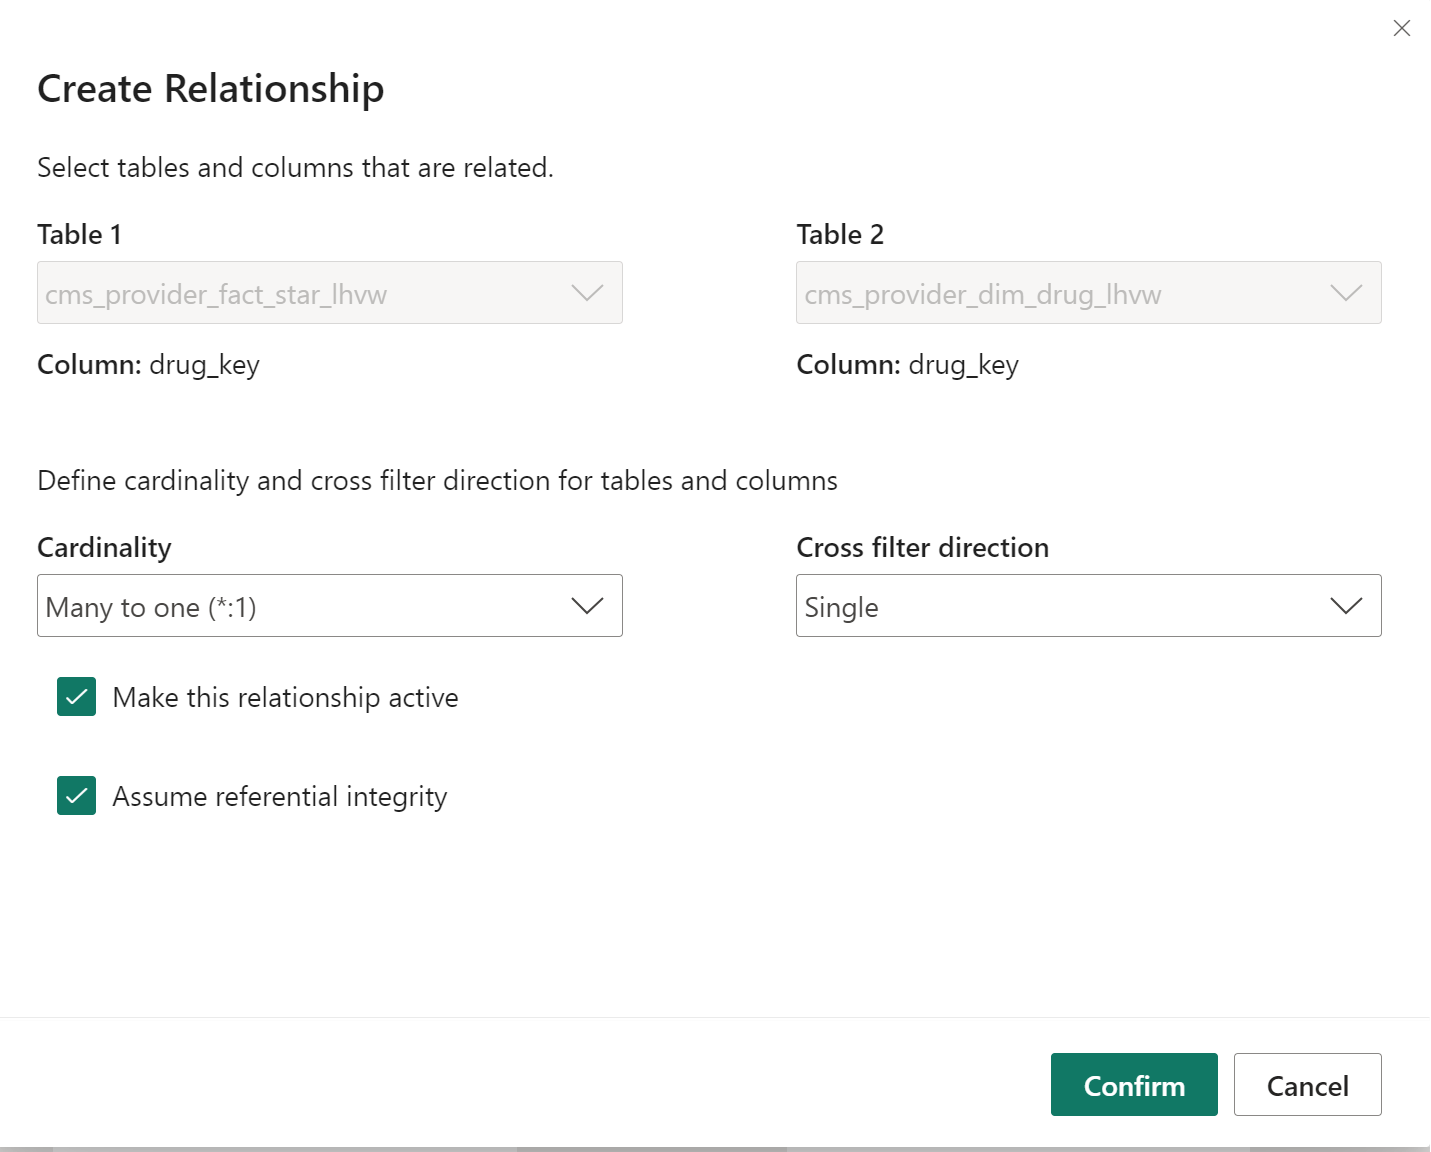 Create Relationship
Select tables and columns that are related.
Table 1
Table 2
cms_provider_fact_star_lhvw
cms_provider_dim_drug_lhvw
Column: drug_key
Column: drug_key
Define cardinality and cross filter direction for tables and columns
Cardinality
Cross filter direction
Many to one (*:1)
Single
Make this relationship active
Assume referential integrity
Confirm
Cancel